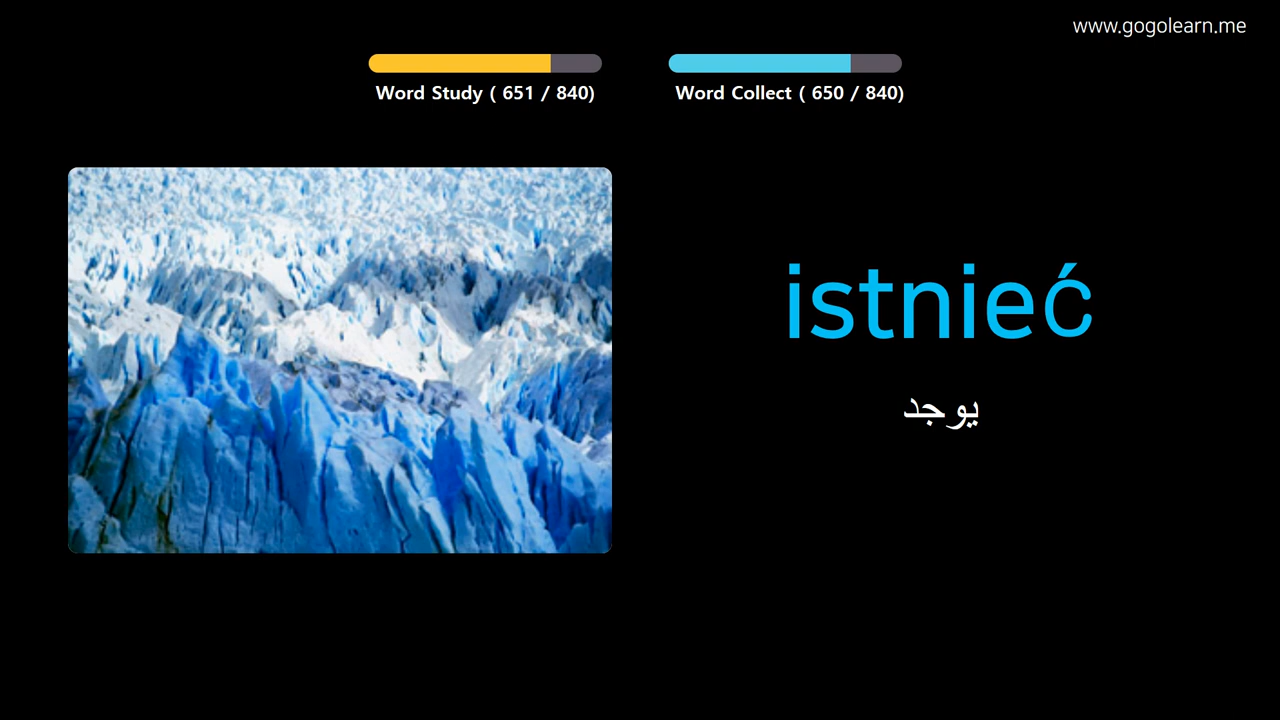 www.gogolearn.me
Word Study ( 651 / 840)
Word Collect ( 650 / 840)
istnieć
يوجد